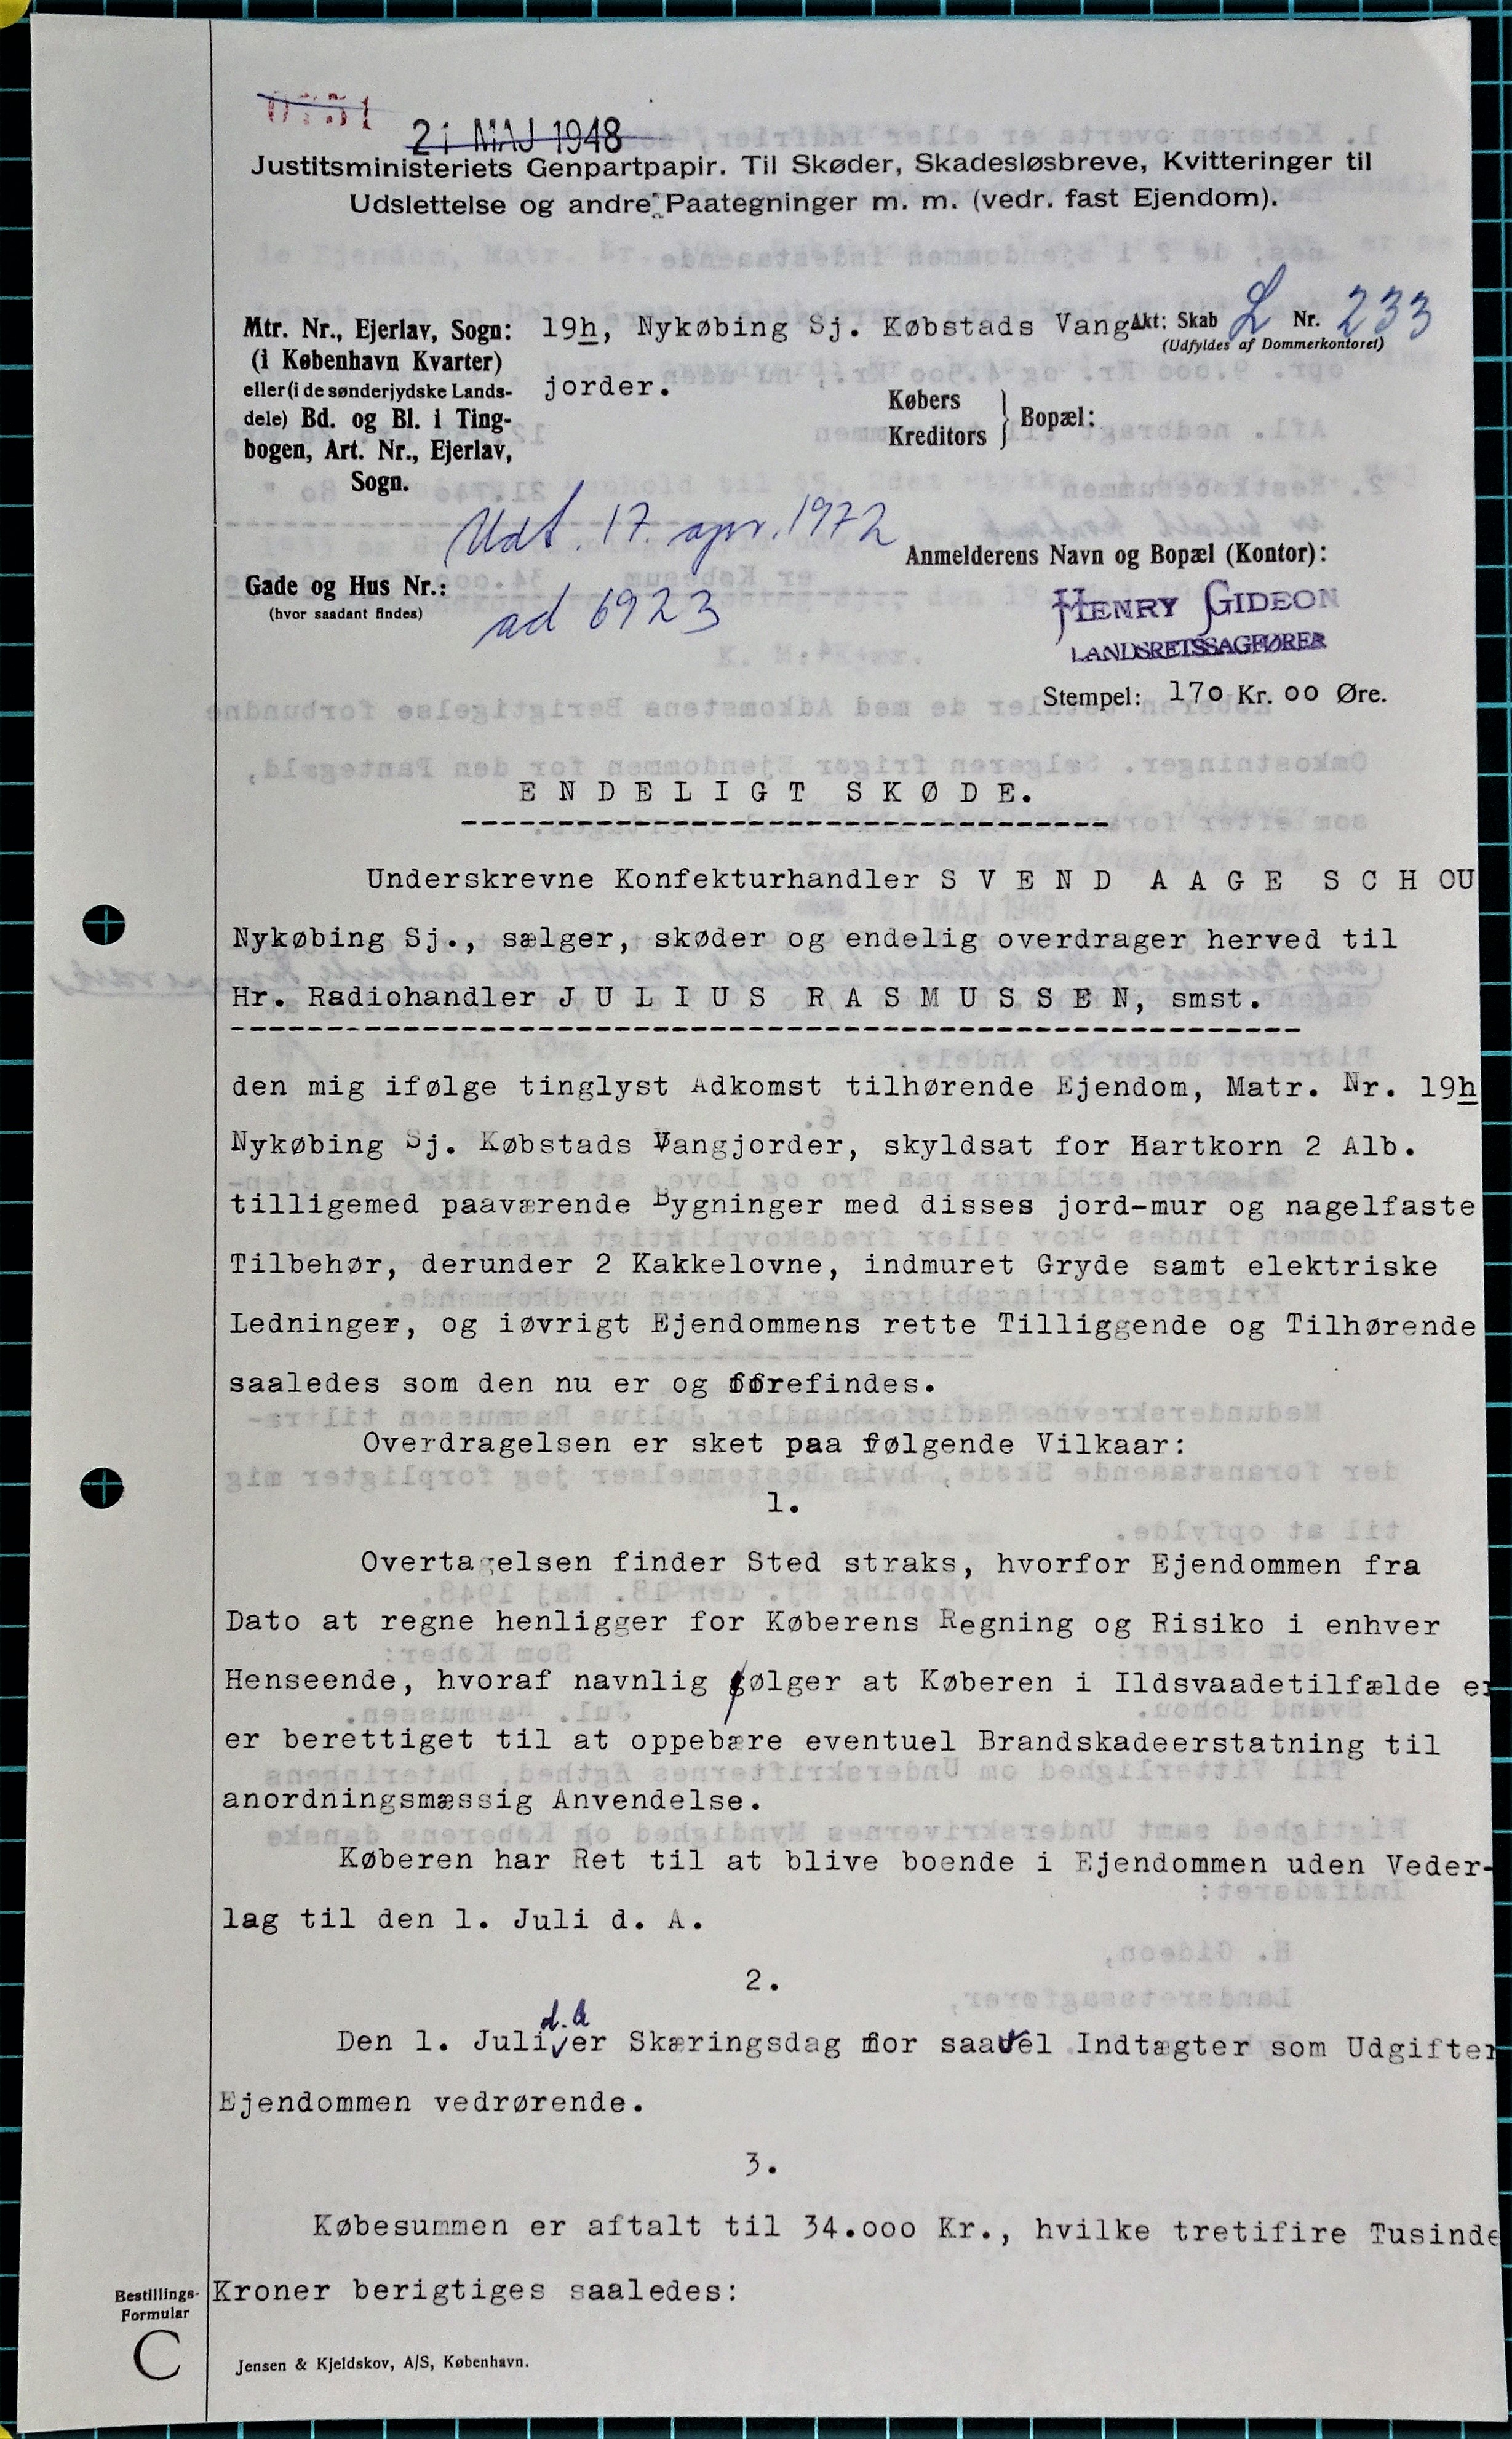 21 MAJ 1948
Justitsministeriets Genpartpapir. Til Skøder, Skadesløsbreve, Kvitteringer til
Udslettelse og andre Paategninger m. m. (vedr. fast Ejendom).
Mtr. Nr., Ejerlav, Sogn: 19h, Nykøbing Sj. Købstads Vang Akt: Skab L Nr. 233
(i København Kvarter) (Udfyldes af Dommerkontoret)
eller (i de sønderjydske Lands- jorder.
dele) Bd. og Bl. i Ting-
bogen, Art. Nr., Ejerlav,
Sogn.
Købers
Kreditors } Bopæl:
Udt. 17. apr. 1972
Anmelderens Navn og Bopæl (Kontor):
Gade og Hus Nr.:
(hvor saadant findes)
ad 6923
HENRY GIDEON
LANDSRETSSAGFØRER
Stempel: 170 Kr. 00 Øre.
E N D E L I G T   S K Ø D E.
Underskrevne Konfekturhandler S V E N D   A A G E   S C H OU
Nykøbing Sj., sælger, skøder og endelig overdrager herved til
Hr. Radiohandler J U L I U S   R A S M U S S E N, smst.
den mig ifølge tinglyst Adkomst tilhørende Ejendom, Matr. Nr. 19h
Nykøbing Sj. Købstads Vangjorder, skyldsat for Hartkorn 2 Alb.
tilligemed paaværende Bygninger med disses jord-mur og nagelfaste
Tilbehør, derunder 2 Kakkelovne, indmuret Gryde samt elektriske
Ledninger, og iøvrigt Ejendommens rette Tilliggende og Tilhørende
saaledes som den nu er og forefindes.
Overdragelsen er sket paa følgende Vilkaar:
1.
Overtagelsen finder Sted straks, hvorfor Ejendommen fra
Dato at regne henligger for Køberens Regning og Risiko i enhver
Henseende, hvoraf navnlig følger at Køberen i Ildsvaadetilfælde er
er berettiget til at oppebære eventuel Brandskadeerstatning til
anordningsmæssig Anvendelse.
Køberen har Ret til at blive boende i Ejendommen uden Veder-
lag til den 1. Juli d. A.
2.
d. A
Den 1. Juli er Skæringsdag for saavel Indtægter som Udgifter
Ejendommen vedrørende.
3.
Købesummen er aftalt til 34.000 Kr., hvilke tretifire Tusinde
Kroner berigtiges saaledes:
Bestillings-
Formular
C
Jensen & Kjeldskov, A/S, København.